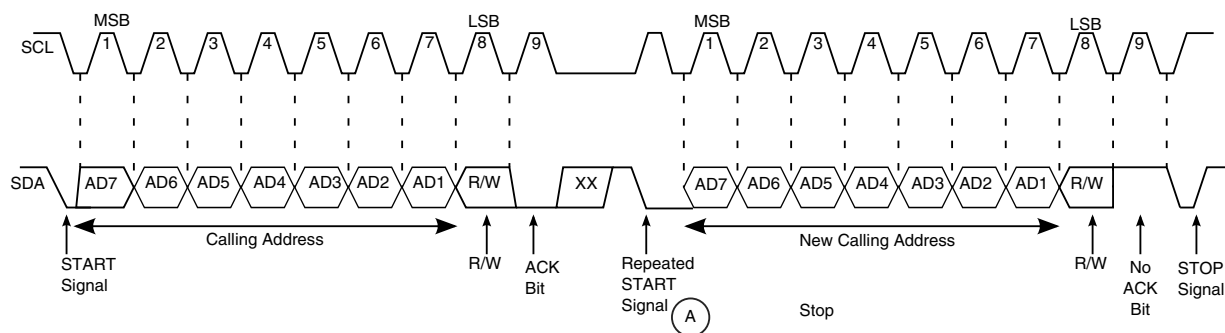 MSB LSB MSB LSB
SCL 1 2 3 4 5 6 7 8 9 1 2 3 4 5 6 7 8 9
SDA AD7 AD6 AD5 AD4 AD3 AD2 AD1 R/W XX AD7 AD6 AD5 AD4 AD3 AD2 AD1 R/W
Calling Address New Calling Address
START
Signal
R/W
ACK
Bit
Repeated
START
Signal
A
Stop
R/W
No
ACK
Bit
STOP
Signal